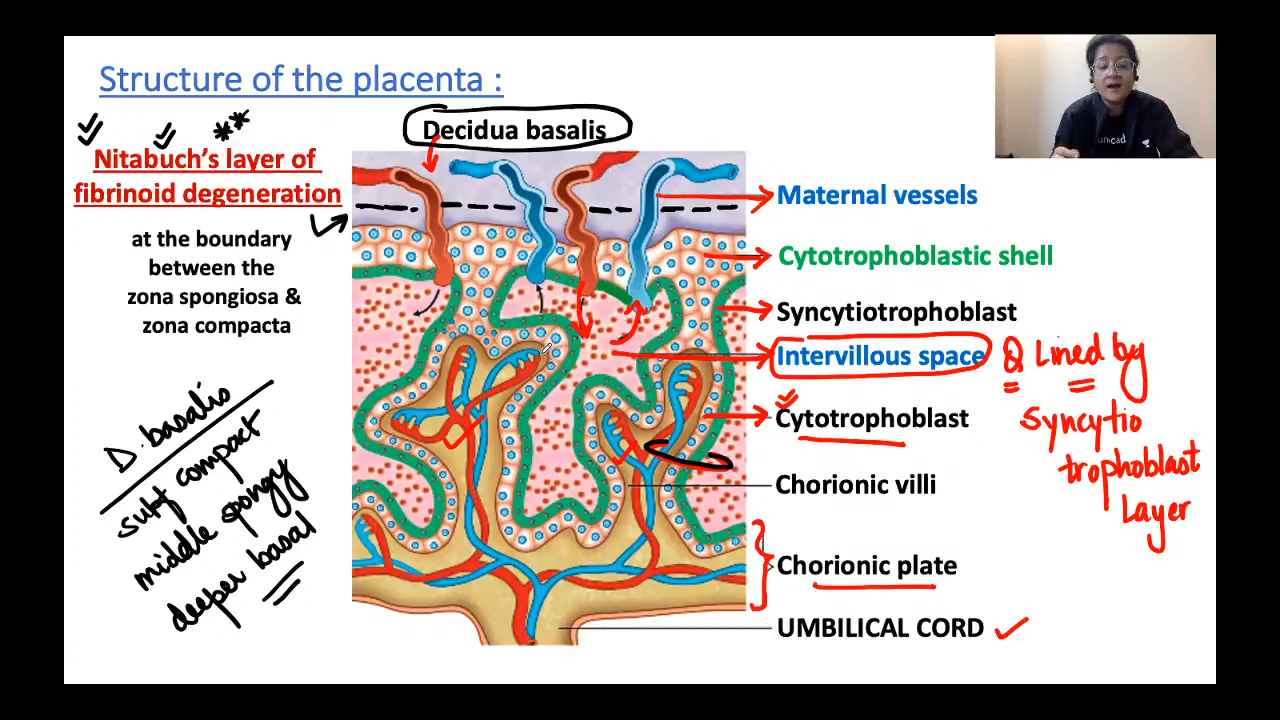 Structure of the placenta :
Decidua basalis
Nitabuch's layer of
fibrinoid degeneration
at the boundary
between the
zona spongiosa &
zona compacta
D. basalis
supf compact
middle spongy
deeper basal
Maternal vessels
Cytotrophoblastic shell
Syncytiotrophoblast
Intervillous space
Q Lined by
Syncytio
trophoblast
Layer
Cytotrophoblast
Chorionic villi
Chorionic plate
UMBILICAL CORD